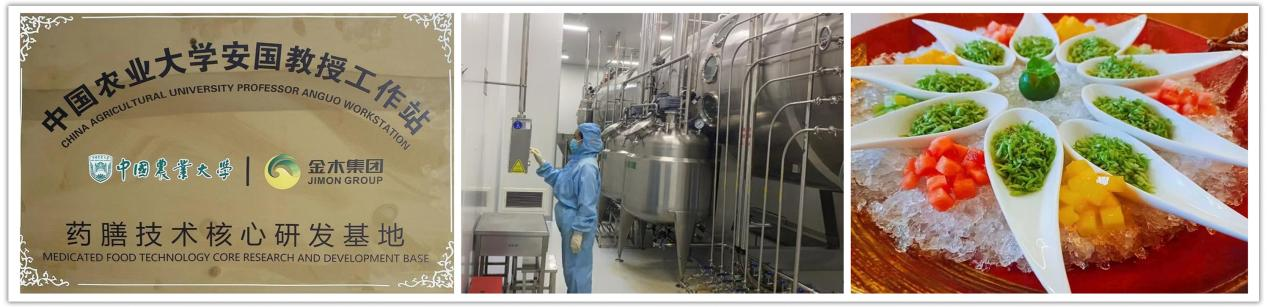 中国农业大学安国教授工作站
CHINA AGRICULTURAL UNIVERSITY PROFESSOR ANGUO WORKSTATION
中国農業大学 金木集团
JIMON GROUP
药膳技术核心研发基地
MEDICATED FOOD TECHNOLOGY CORE RESEARCH AND DEVELOPMENT BASE